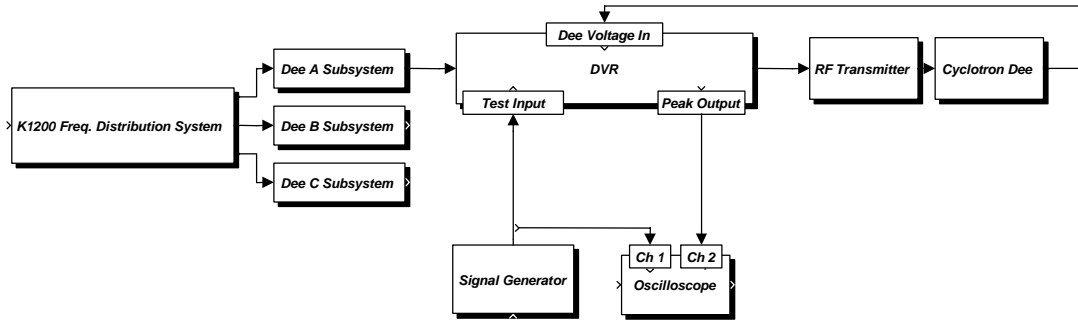 Dee Voltage In
Dee A Subsystem
DVR
RF Transmitter
Cyclotron Dee
Test Input
Peak Output
K1200 Freq. Distribution System
Dee B Subsystem
Dee C Subsystem
Ch 1
Ch 2
Signal Generator
Oscilloscope